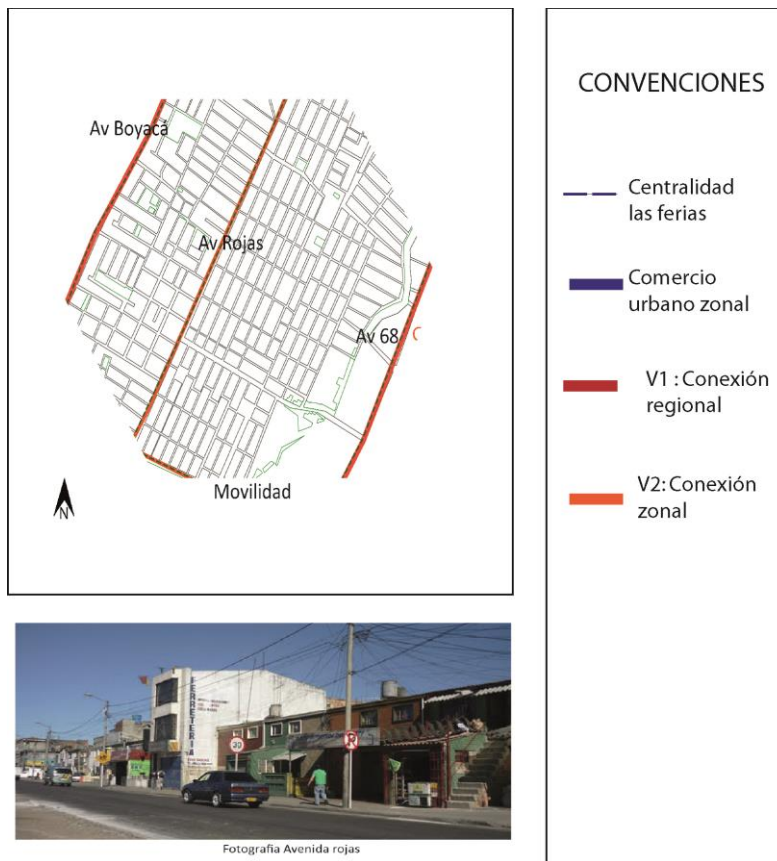 Av Boyacá
Av Rojas
Av 68
C
Movilidad
N
CONVENCIONES
Centralidad
las ferias
Comercio
urbano zonal
V1 : Conexión
regional
V2: Conexión
zonal
FERRETERIA
30
Fotografia Avenida rojas